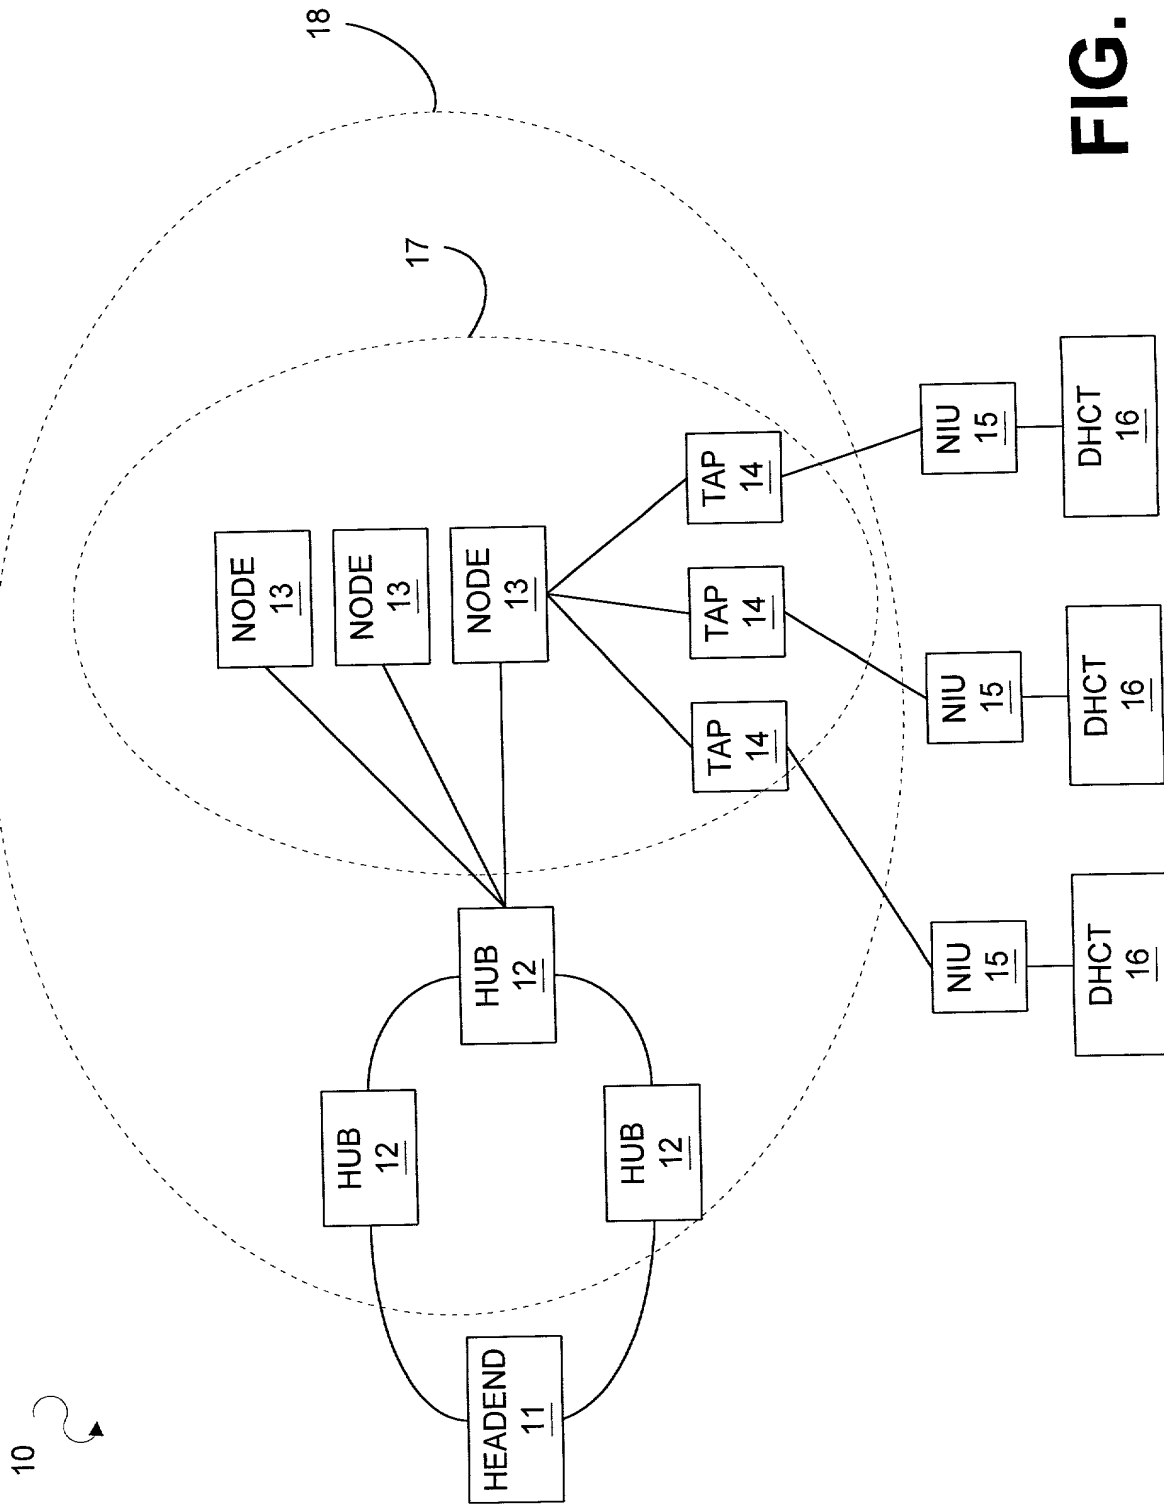 10
18
17
HEADEND
11
HUB
12
HUB
12
HUB
12
NODE
13
NODE
13
NODE
13
TAP
14
TAP
14
TAP
14
NIU
15
NIU
15
NIU
15
DHCT
16
DHCT
16
DHCT
16
FIG.